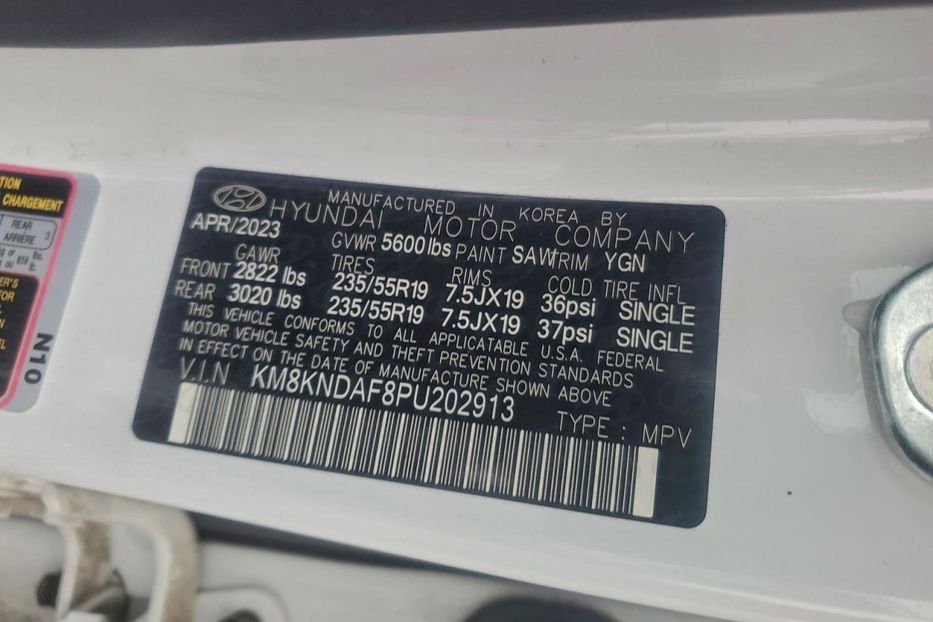 TION
CHARGEMENT
REAR
ARRIÈRE
3
N10
MANUFACTURED IN KOREA BY
HYUNDAI MOTOR COMPANY
APR/2023 GVWR 5600 lbs PAINT SAW TRIM YGN
GAWR TIRES RIMS COLD TIRE INFL
FRONT 2822 lbs 235/55R19 7.5JX19 36psi SINGLE
REAR 3020 lbs 235/55R19 7.5JX19 37psi SINGLE
THIS VEHICLE CONFORMS TO ALL APPLICATABLE U.S.A. FEDERAL
MOTOR VEHICLE SAFETY AND THEFT PREVENTION STANDARDS
IN EFFECT ON THE DATE OF MANUFACTURE SHOWN ABOVE
V.I.N KM8KNDAF8PU202913
TYPE : MPV